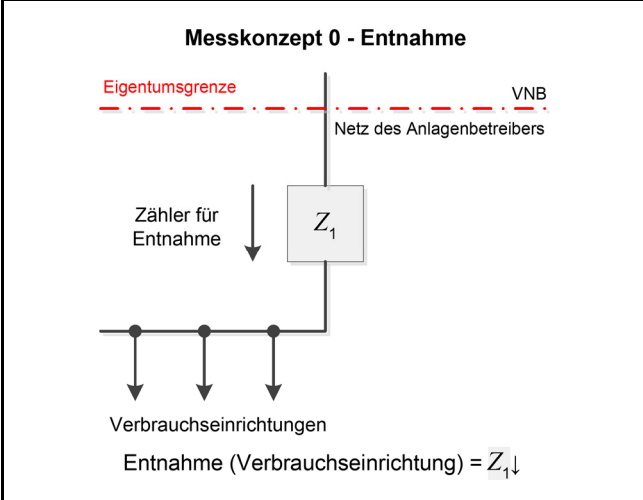 Messkonzept 0 - Entnahme
Eigentumsgrenze
VNB
Netz des Anlagenbetreibers
Zähler für
Entnahme
Z₁
Verbrauchseinrichtungen
Entnahme (Verbrauchseinrichtung) = Z₁↓